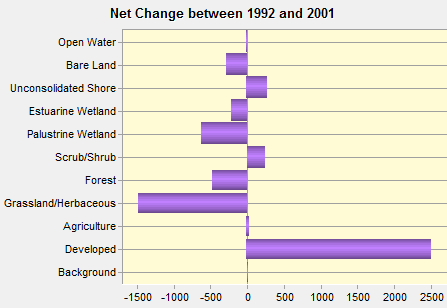 Net Change between 1992 and 2001
Open Water
Bare Land
Unconsolidated Shore
Estuarine Wetland
Palustrine Wetland
Scrub/Shrub
Forest
Grassland/Herbaceous
Agriculture
Developed
Background
-1500 -1000 -500 0 500 1000 1500 2000 2500